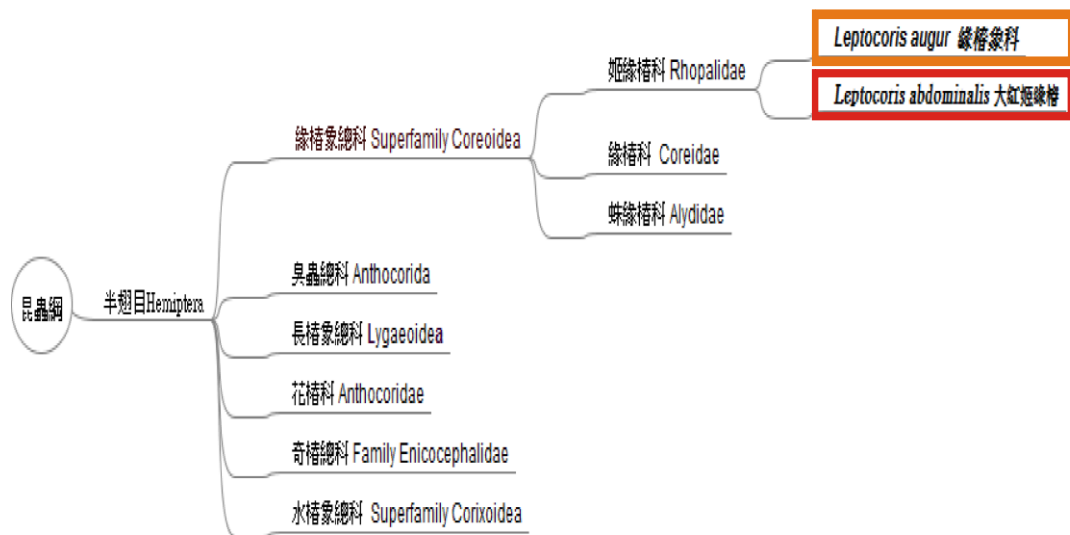 昆蟲綱
半翅目Hemiptera
緣椿象總科 Superfamily Coreoidea
姬緣椿科 Rhopalidae
Leptocoris augur 緣椿象科
Leptocoris abdominalis 大紅姬緣椿
緣椿科 Coreidae
蛛緣椿科 Alydidae
臭蟲總科 Anthocorida
長椿象總科 Lygaeoidea
花椿科 Anthocoridae
奇椿總科 Family Enicocephalidae
水椿象總科 Superfamily Corixoidea